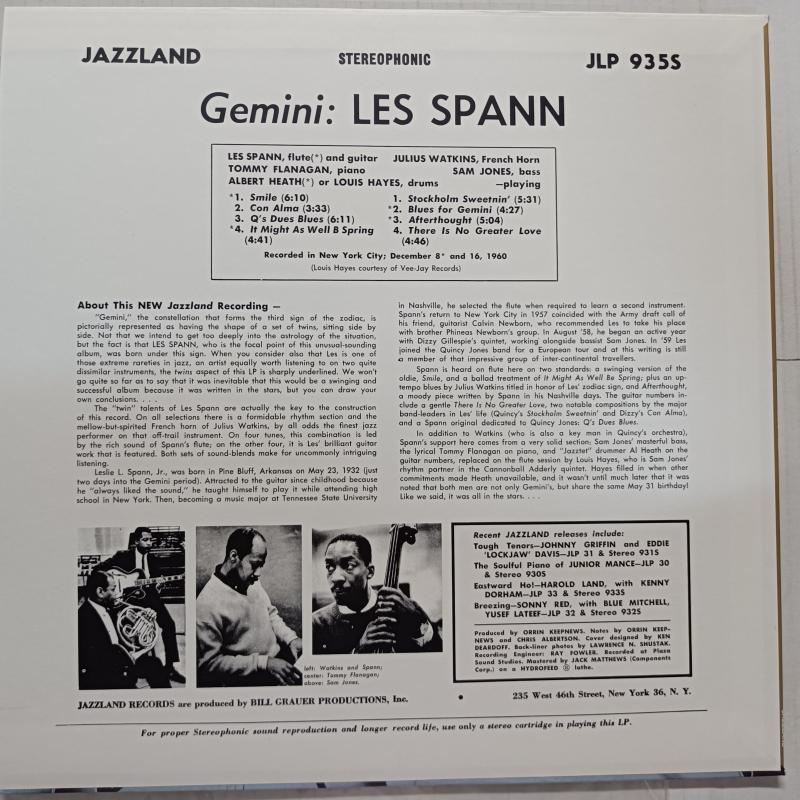 JAZZLAND
STEREOPHONIC
JLP 935S
Gemini: LES SPANN
LES SPANN, flute(*) and guitar JULIUS WATKINS, French Horn
TOMMY FLANAGAN, piano SAM JONES, bass
ALBERT HEATH(*) or LOUIS HAYES, drums —playing
*1. Smile (6:10)
2. Con Alma (3:33)
3. Q's Dues Blues (6:11)
*4. It Might As Well B Spring
(4:41)
1. Stockholm Sweetnin' (5:31)
*2. Blues for Gemini (4:27)
*3. Afterthought (5:04)
4. There Is No Greater Love
(4:46)
Recorded in New York City; December 8* and 16, 1960
(Louis Hayes courtesy of Vee-Jay Records)
About This NEW Jazzland Recording —
"Gemini," the constellation that forms the third sign of the zodiac, is
pictorially represented as having the shape of a set of twins, sitting side by
side. Not that we intend to get too deeply into the astrology of the situation,
but the fact is that LES SPANN, who is the focal point of this unusual-sounding
album, was born under this sign. When you consider also that Les is one of
those extreme rarities in jazz, an artist equally worth listening to on two quite
dissimilar instruments, the twins aspect of this LP is sharply underlined. We won't
go quite so far as to say that it was inevitable that this would be a swinging and
successful album because it was written in the stars, but you can draw your
own conclusions. . . .
The "twin" talents of Les Spann are actually the key to the construction
of this record. On all selections there is a formidable rhythm section and the
mellow-but-spirited French horn of Julius Watkins, by all odds the finest jazz
performer on that off-trail instrument. On four tunes, this combination is led
by the rich sound of Spann's flute; on the other four, it is Les' brilliant guitar
work that is featured. Both sets of sound-blends make for uncommonly intriguing
listening.
Leslie L. Spann, Jr., was born in Pine Bluff, Arkansas on May 23, 1932 (just
two days into the Gemini period). Attracted to the guitar since childhood because
he "always liked the sound," he taught himself to play it while attending high
school in New York. Then, becoming a music major at Tennessee State University
in Nashville, he selected the flute when required to learn a second instrument.
Spann's return to New York City in 1957 coincided with the Army draft call of
his friend, guitarist Calvin Newborn, who recommended Les to take his place
with brother Phineas Newborn's group. In August '58, he began an active year
with Dizzy Gillespie's quintet, working alongside bassist Sam Jones. In '59 Les
joined the Quincy Jones band for a European tour and at this writing is still
a member of that impressive group of inter-continental travellers.
Spann is heard on flute here on two standards: a swinging version of the
oldie, Smile, and a ballad treatment of It Might As Well Be Spring; plus an up-
tempo blues by Julius Watkins titled in honor of Les' zodiac sign, and Afterthought,
a moody piece written by Spann in his Nashville days. The guitar numbers in-
clude a gentle There Is No Greater Love, two notable compositions by the major
band-leaders in Les' life (Quincy's Stockholm Sweetnin' and Dizzy's Con Alma),
and a Spann original dedicated to Quincy Jones: Q's Dues Blues.
In addition to Watkins (who is also a key man in Quincy's orchestra),
Spann's support here comes from a very solid section: Sam Jones' masterful bass,
the lyrical Tommy Flanagan on piano, and "Jazztet" drummer Al Heath on the
guitar numbers, replaced on the flute session by Louis Hayes, who is Sam Jones'
rhythm partner in the Cannonball Adderly quintet. Hayes filled in when other
commitments made Heath unavailable, and it wasn't until much later that it was
noted that both men are not only Gemini's, but share the same May 31 birthday!
Like we said, it was all in the stars. . . .
left: Watkins and Spann;
center: Tommy Flanagan;
above: Sam Jones.
Recent JAZZLAND releases include:
Tough Tenors—JOHNNY GRIFFIN and EDDIE
'LOCKJAW' DAVIS—JLP 31 & Stereo 931S
The Soulful Piano of JUNIOR MANCE—JLP 30
& Stereo 930S
Eastward Ho!—HAROLD LAND, with KENNY
DORHAM—JLP 33 & Stereo 933S
Breezing—SONNY RED, with BLUE MITCHELL,
YUSEF LATEEF—JLP 32 & Stereo 932S
Produced by ORRIN KEEPNEWS. Notes by ORRIN KEEP-
NEWS and CHRIS ALBERTSON. Cover designed by KEN
DEARDOFF. Back-liner photos by LAWRENCE N. SHUSTAK.
Recording Engineer: RAY FOWLER. Recorded at Plaza
Sound Studios. Mastered by JACK MATTHEWS (Components
Corp.) on a HYDROFEED ® lathe.
JAZZLAND RECORDS are produced by BILL GRAUER PRODUCTIONS, Inc. • 235 West 46th Street, New York 36, N. Y.
For proper Stereophonic sound reproduction and longer record life, use only a stereo cartridge in playing this LP.